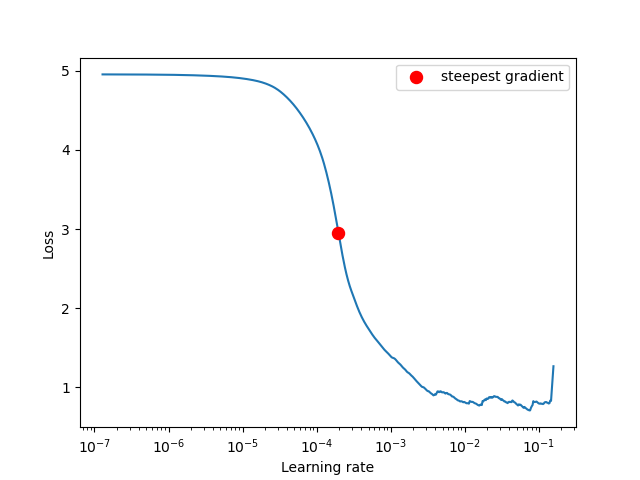 steepest gradient
5
4
3
2
1
Loss
10⁻⁷ 10⁻⁶ 10⁻⁵ 10⁻⁴ 10⁻³ 10⁻² 10⁻¹
Learning rate